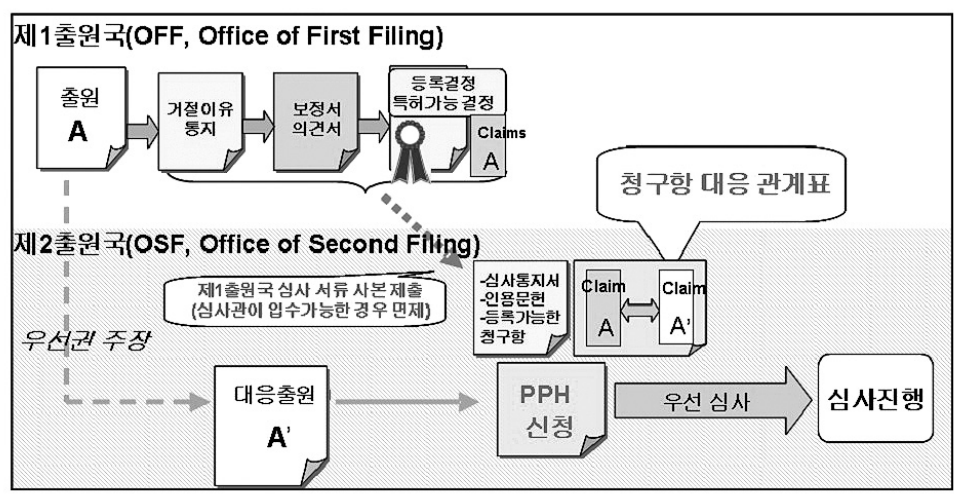 제1출원국(OFF, Office of First Filing)
출원
A
거절이유
통지
보정서
의견서
등록결정
특허가능 결정
Claims
A
청구항 대응 관계표
제2출원국(OSF, Office of Second Filing)
제1출원국 심사 서류 사본 제출
(심사관이 입수가능한 경우 면제)
-심사통지서
-인용문헌
-등록가능한
청구항
Claim
A
Claim
A'
우선권 주장
대응출원
A'
PPH
신청
우선 심사
심사진행